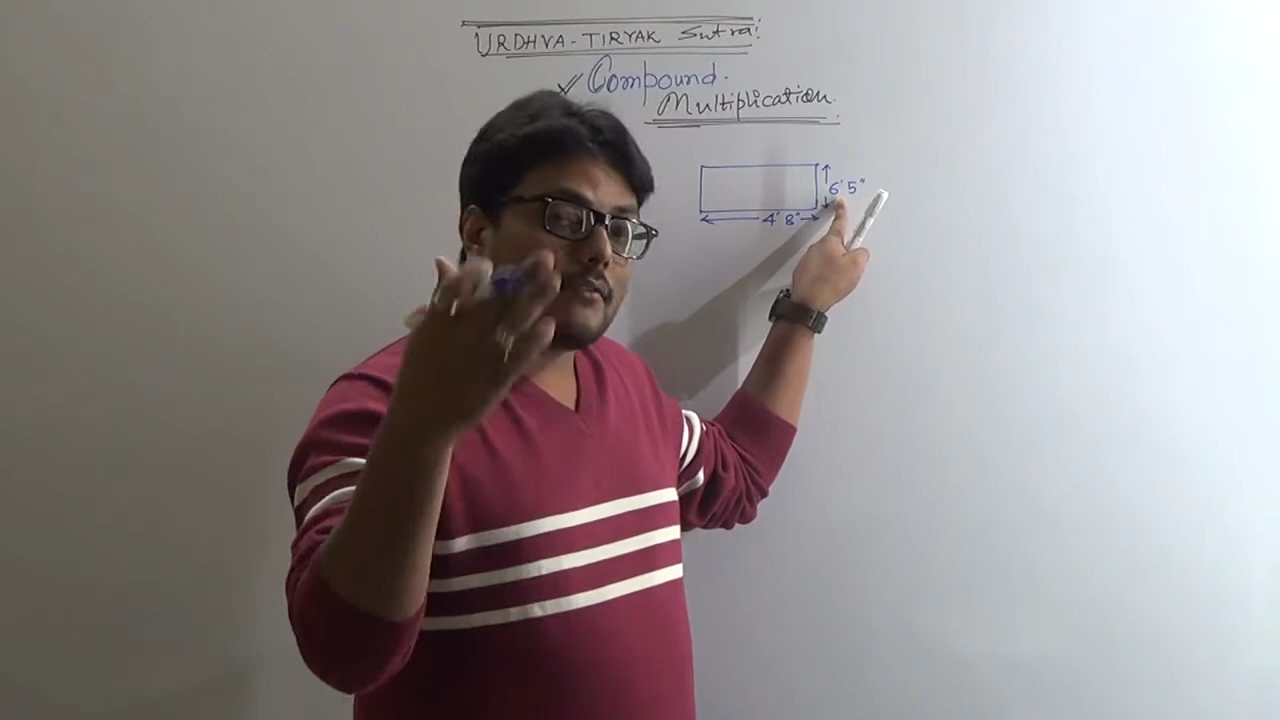 URDHVA-TIRYAK Sutra:
Compound.
Multiplication.
6' 5"
4' 8"